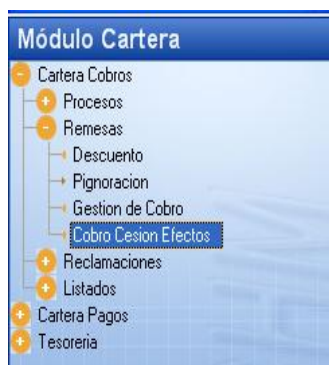 Módulo Cartera
Cartera Cobros
Procesos
Remesas
Descuento
Pignoracion
Gestion de Cobro
Cobro Cesion Efectos
Reclamaciones
Listados
Cartera Pagos
Tesoreria